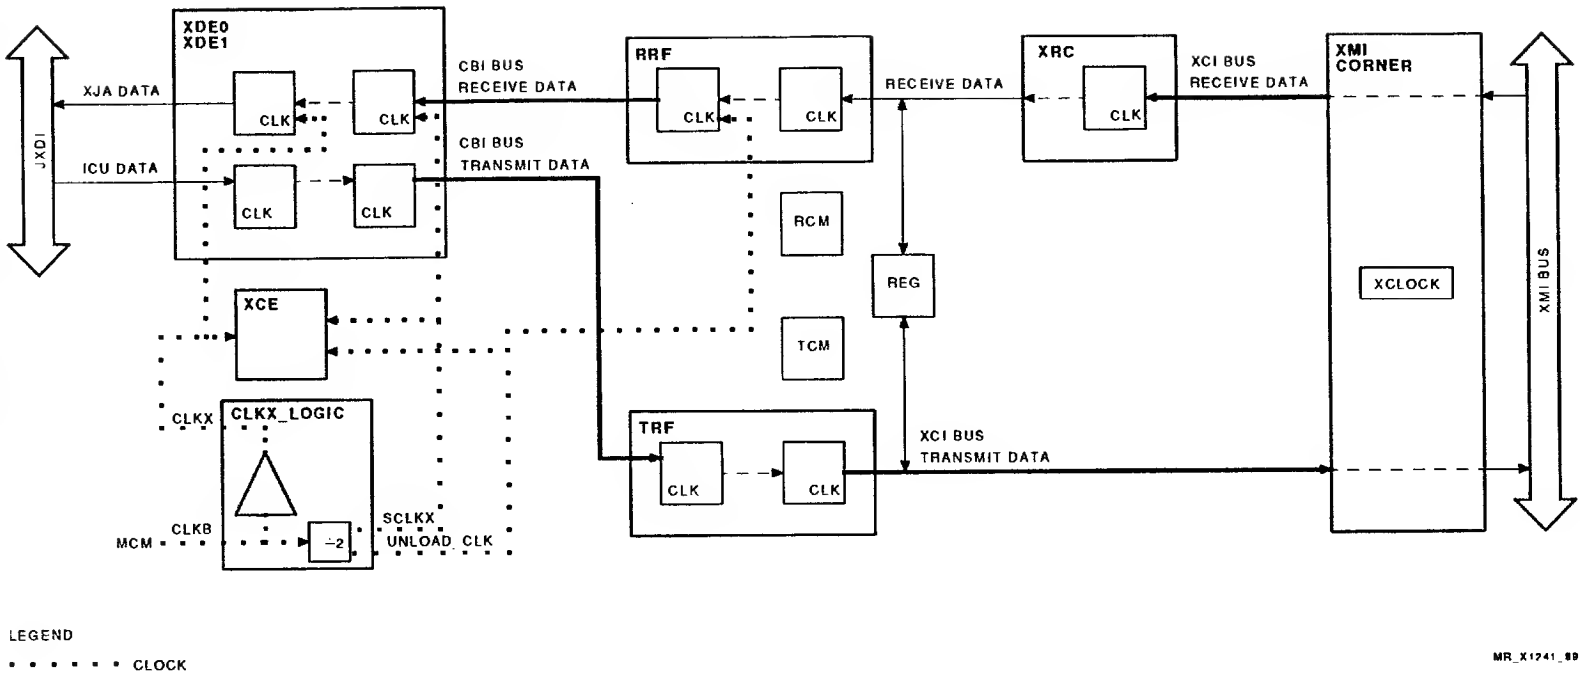 XDE0
XDE1
XJA DATA
CLK
CLK
JXDI
ICU DATA
CLK
CLK
CBI BUS
RECEIVE DATA
CBI BUS
TRANSMIT DATA
RRF
CLK
CLK
RECEIVE DATA
XRC
CLK
XCI BUS
RECEIVE DATA
XMI
CORNER
XCLOCK
XMI BUS
RCM
REG
TCM
XCE
CLKX
CLKX_LOGIC
MCM
CLKB
–2
SCLKX
UNLOAD_CLK
TRF
CLK
CLK
XCI BUS
TRANSMIT DATA
LEGEND
CLOCK
MR_X1241_89